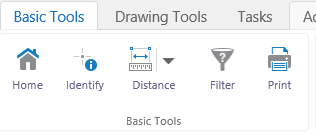 Basic Tools Drawing Tools Tasks
Home Identify Distance Filter Print
Basic Tools